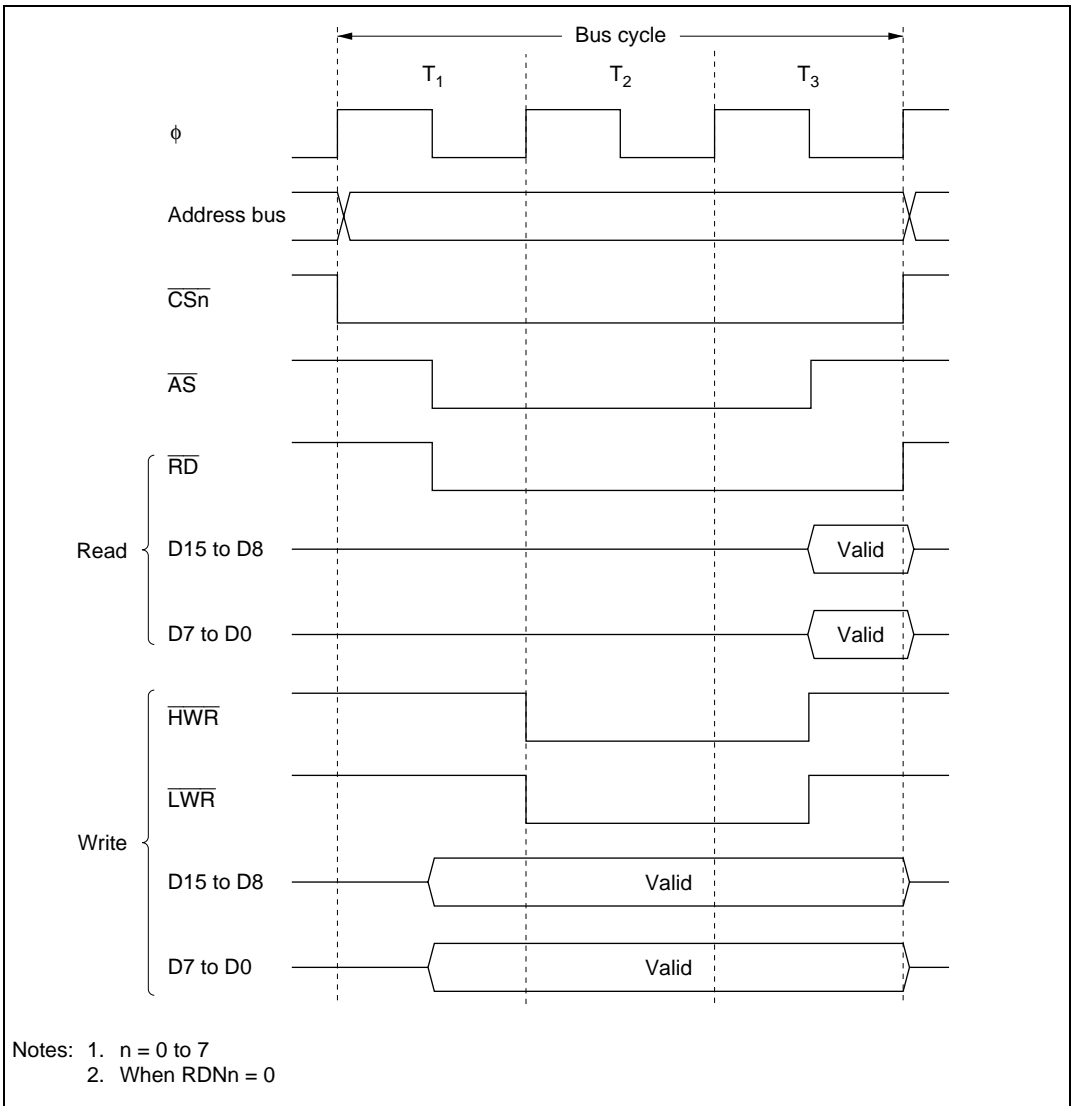 Bus cycle
T1 T2 T3
φ
Address bus
CSn
AS
RD
Read
D15 to D8 Valid
D7 to D0 Valid
HWR
LWR
Write
D15 to D8 Valid
D7 to D0 Valid
Notes: 1. n = 0 to 7
2. When RDNn = 0